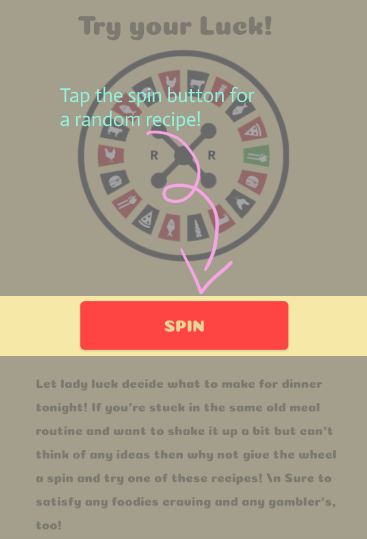 Try your Luck!
Tap the spin button for
a random recipe!
R R
SPIN
Let lady luck decide what to make for dinner
tonight! If you're stuck in the same old meal
routine and want to shake it up a bit but can't
think of any ideas then why not give the wheel
a spin and try one of these recipes! \n Sure to
satisfy any foodies craving and any gambler's,
too!